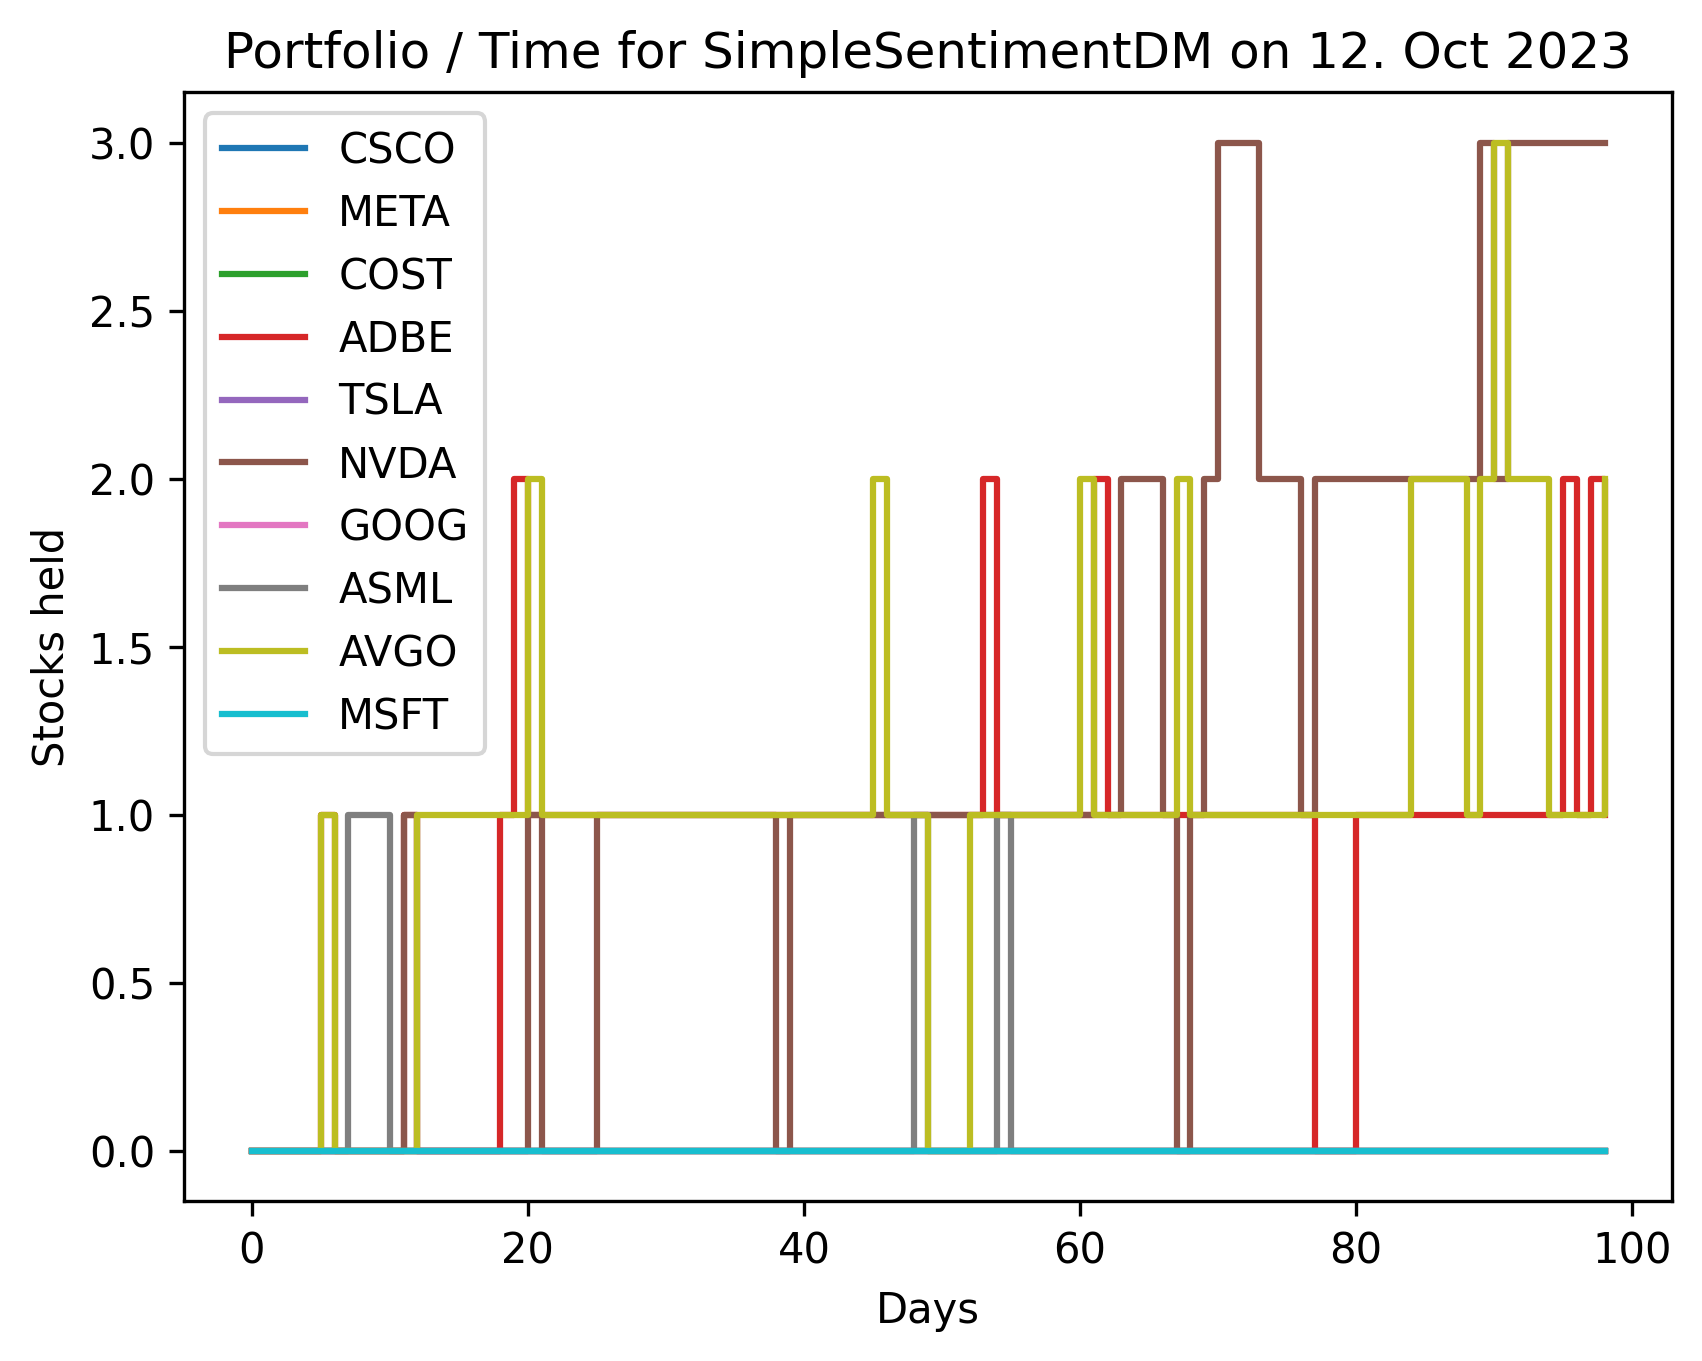 Portfolio / Time for SimpleSentimentDM on 12. Oct 2023
CSCO
META
COST
ADBE
TSLA
NVDA
GOOG
ASML
AVGO
MSFT
3.0
2.5
2.0
1.5
1.0
0.5
0.0
Stocks held
0 20 40 60 80 100
Days